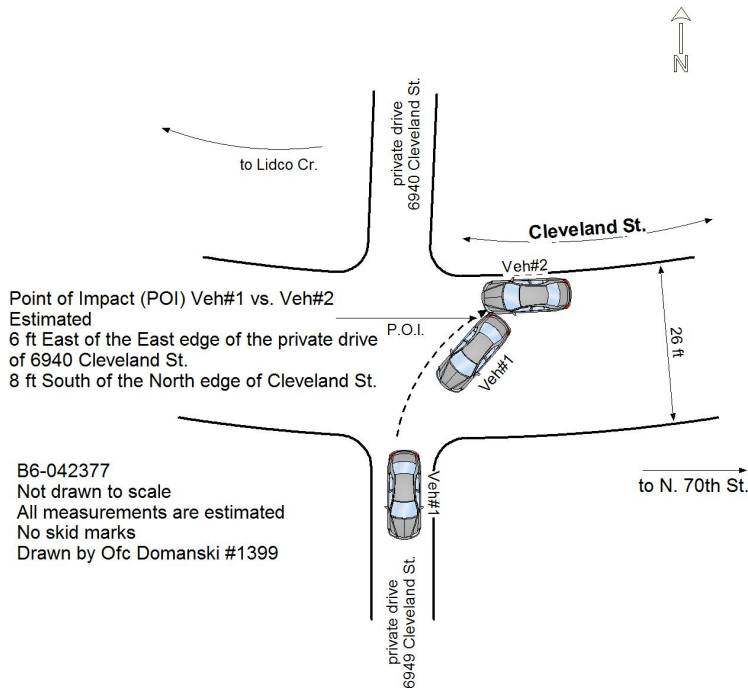 N
private drive
6940 Cleveland St.
to Lidco Cr.
Cleveland St.
Veh#2
Point of Impact (POI) Veh#1 vs. Veh#2
Estimated
6 ft East of the East edge of the private drive
of 6940 Cleveland St.
8 ft South of the North edge of Cleveland St.
P.O.I.
Veh#1
26 ft
B6-042377
Not drawn to scale
All measurements are estimated
No skid marks
Drawn by Ofc Domanski #1399
Veh#1
to N. 70th St.
private drive
6949 Cleveland St.